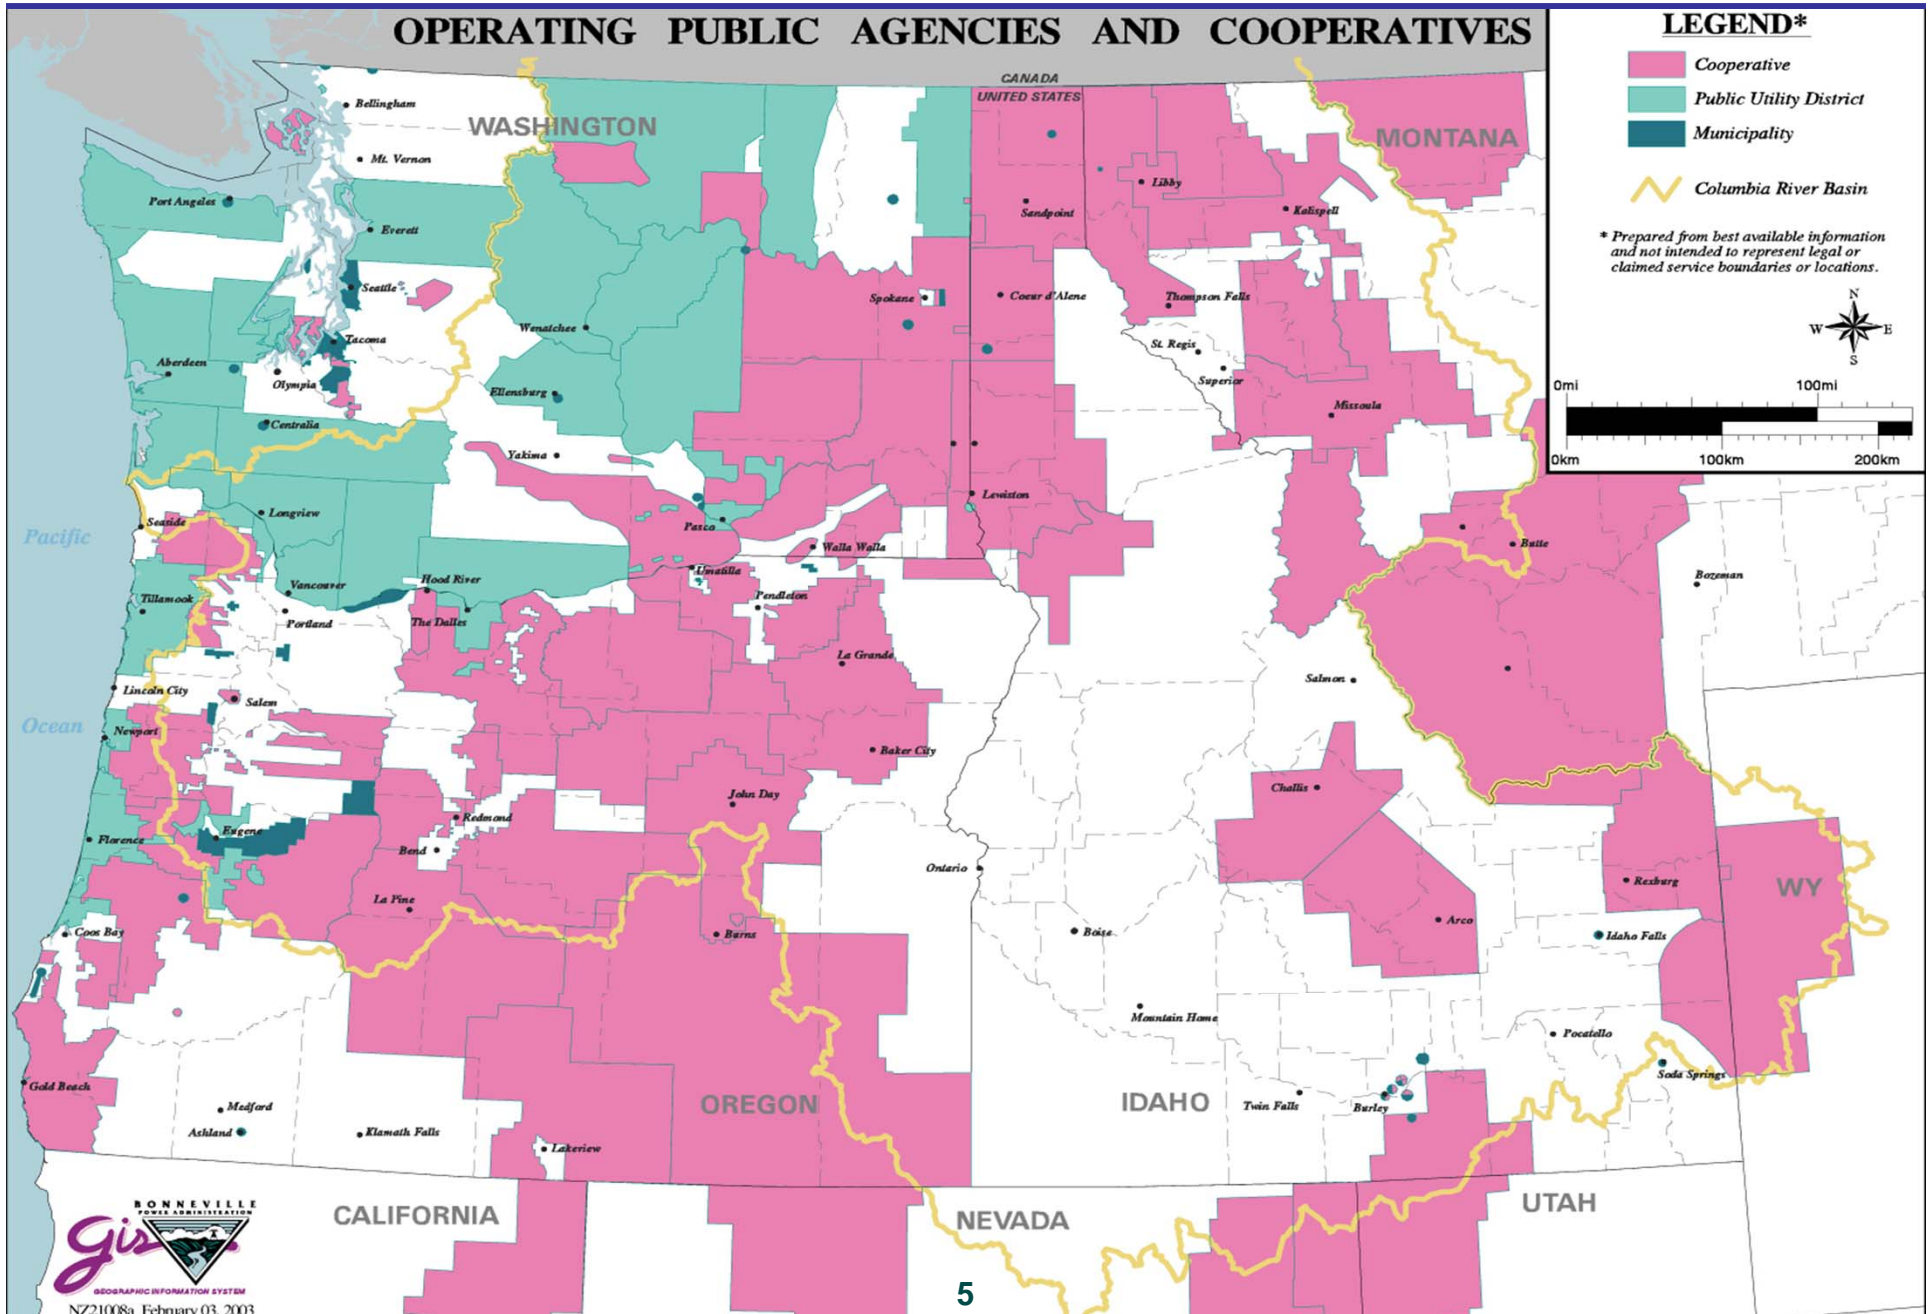 OPERATING PUBLIC AGENCIES AND COOPERATIVES
LEGEND*
Cooperative
Public Utility District
Municipality
Columbia River Basin
* Prepared from best available information
and not intended to represent legal or
claimed service boundaries or locations.
N
W E
S
0mi 100mi
0km 100km 200km
CANADA
UNITED STATES
WASHINGTON
MONTANA
Bellingham
Mt. Vernon
Port Angeles
Everett
Seattle
Tacoma
Olympia
Aberdeen
Centralia
Wenatchee
Ellensburg
Yakima
Spokane
Pasco
Walla Walla
Longview
Vancouver
Sandpoint
Coeur d'Alene
Lewiston
Libby
Kalispell
Thompson Falls
St. Regis
Superior
Missoula
Butte
Bozeman
Pacific
Ocean
Seaside
Tillamook
Portland
Hood River
The Dalles
Umatilla
Pendleton
La Grande
Lincoln City
Salem
Newport
Baker City
John Day
Redmond
Bend
Eugene
Florence
La Pine
Burns
Coos Bay
Ontario
Gold Beach
Medford
Ashland
Klamath Falls
Lakeview
OREGON
Salmon
Challis
Arco
Rexburg
Idaho Falls
Boise
Mountain Home
Pocatello
Soda Springs
Twin Falls
Burley
IDAHO
WY
CALIFORNIA
NEVADA
UTAH
BONNEVILLE
POWER ADMINISTRATION
gis
GEOGRAPHIC INFORMATION SYSTEM
NZ21008a February 03, 2003
5